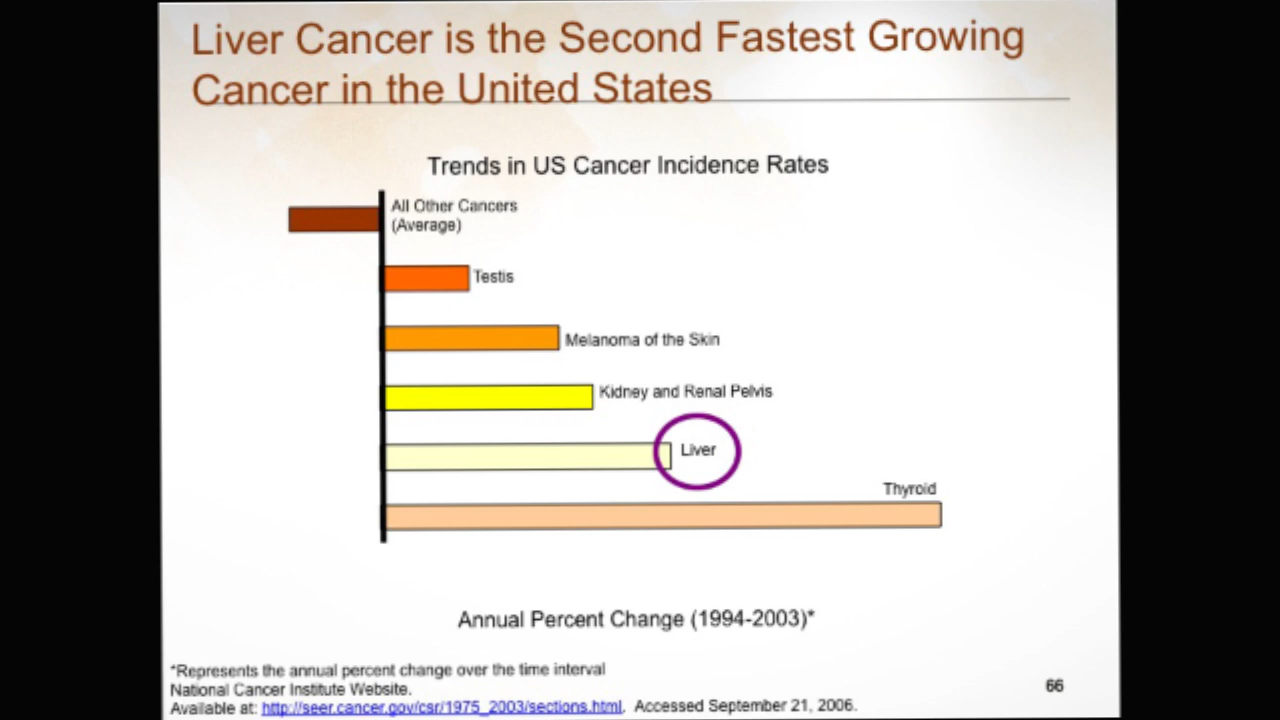 Liver Cancer is the Second Fastest Growing
Cancer in the United States
Trends in US Cancer Incidence Rates
All Other Cancers
(Average)
Testis
Melanoma of the Skin
Kidney and Renal Pelvis
Liver
Thyroid
Annual Percent Change (1994-2003)*
*Represents the annual percent change over the time interval
National Cancer Institute Website.
Available at: http://seer.cancer.gov/csr/1975_2003/sections.html. Accessed September 21, 2006.
66